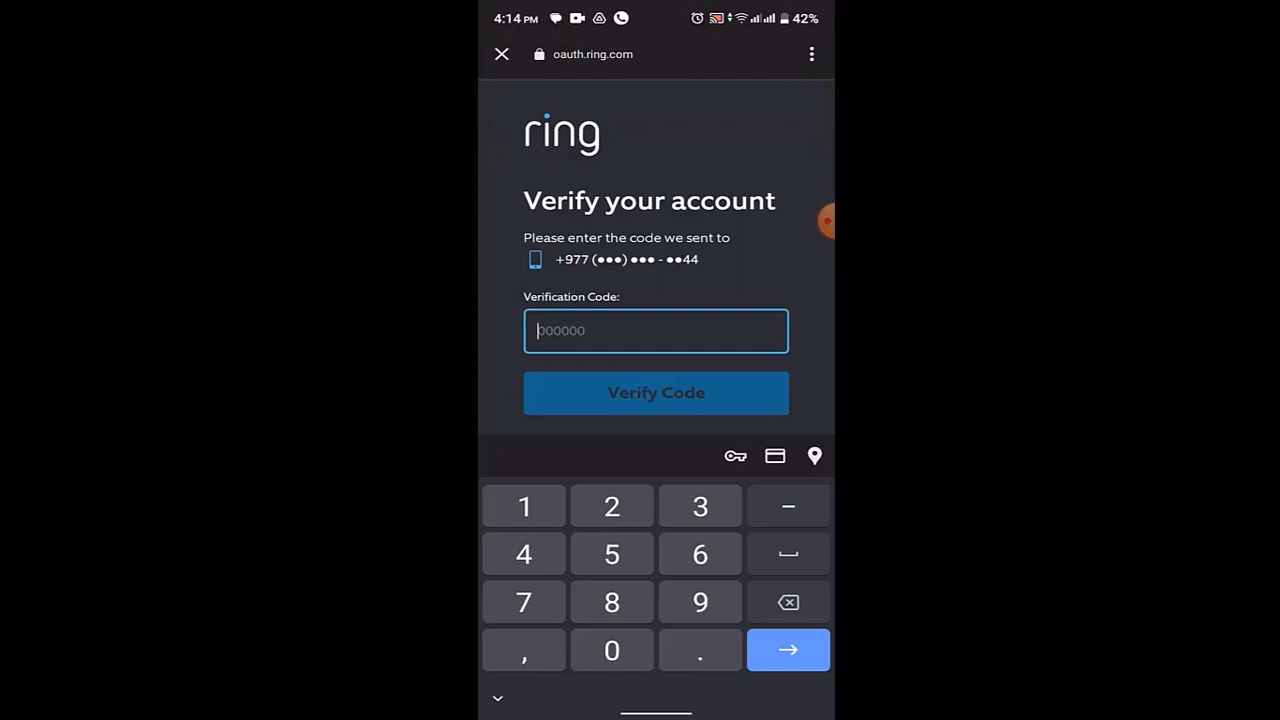 4:14 PM 42%
oauth.ring.com
ring
Verify your account
Please enter the code we sent to
+977 (•••) ••• - ••44
Verification Code:
000000
Verify Code
1 2 3 –
4 5 6
7 8 9
, 0 .